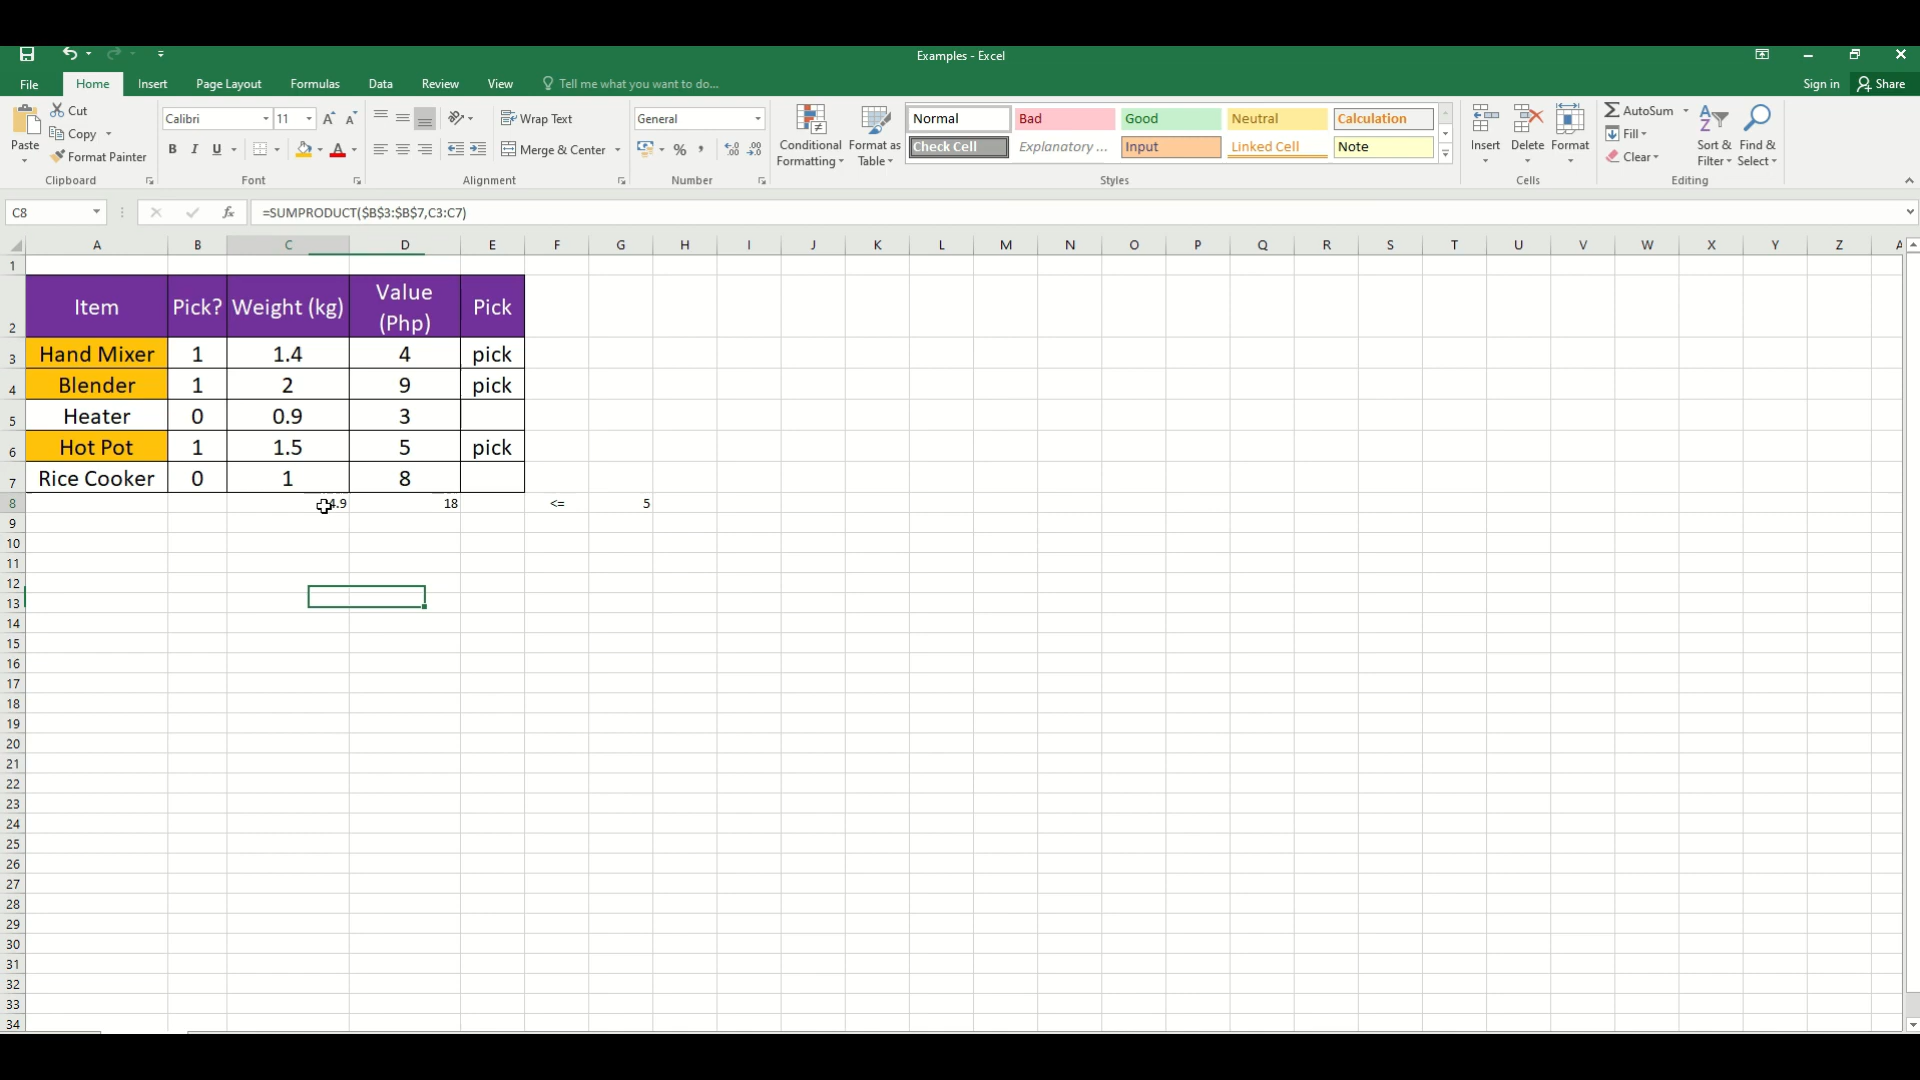 Examples - Excel
File Home Insert Page Layout Formulas Data Review View Tell me what you want to do... Sign in Share
Paste
Cut
Copy
Format Painter
Clipboard
Calibri 11
B I U
Font
Wrap Text
Merge & Center
Alignment
General
Number
Conditional Formatting
Format as Table
Normal Bad Good Neutral Calculation
Check Cell Explanatory ... Input Linked Cell Note
Styles
Insert Delete Format
Cells
AutoSum
Fill
Clear
Sort & Filter
Find & Select
Editing
C8 fx =SUMPRODUCT($B$3:$B$7,C3:C7)
A B C D E F G H I J K L M N O P Q R S T U V W X Y Z
1
2 Item Pick? Weight (kg) Value (Php) Pick
3 Hand Mixer 1 1.4 4 pick
4 Blender 1 2 9 pick
5 Heater 0 0.9 3
6 Hot Pot 1 1.5 5 pick
7 Rice Cooker 0 1 8
8 4.9 18 <= 5
9
10
11
12
13
14
15
16
17
18
19
20
21
22
23
24
25
26
27
28
29
30
31
32
33
34